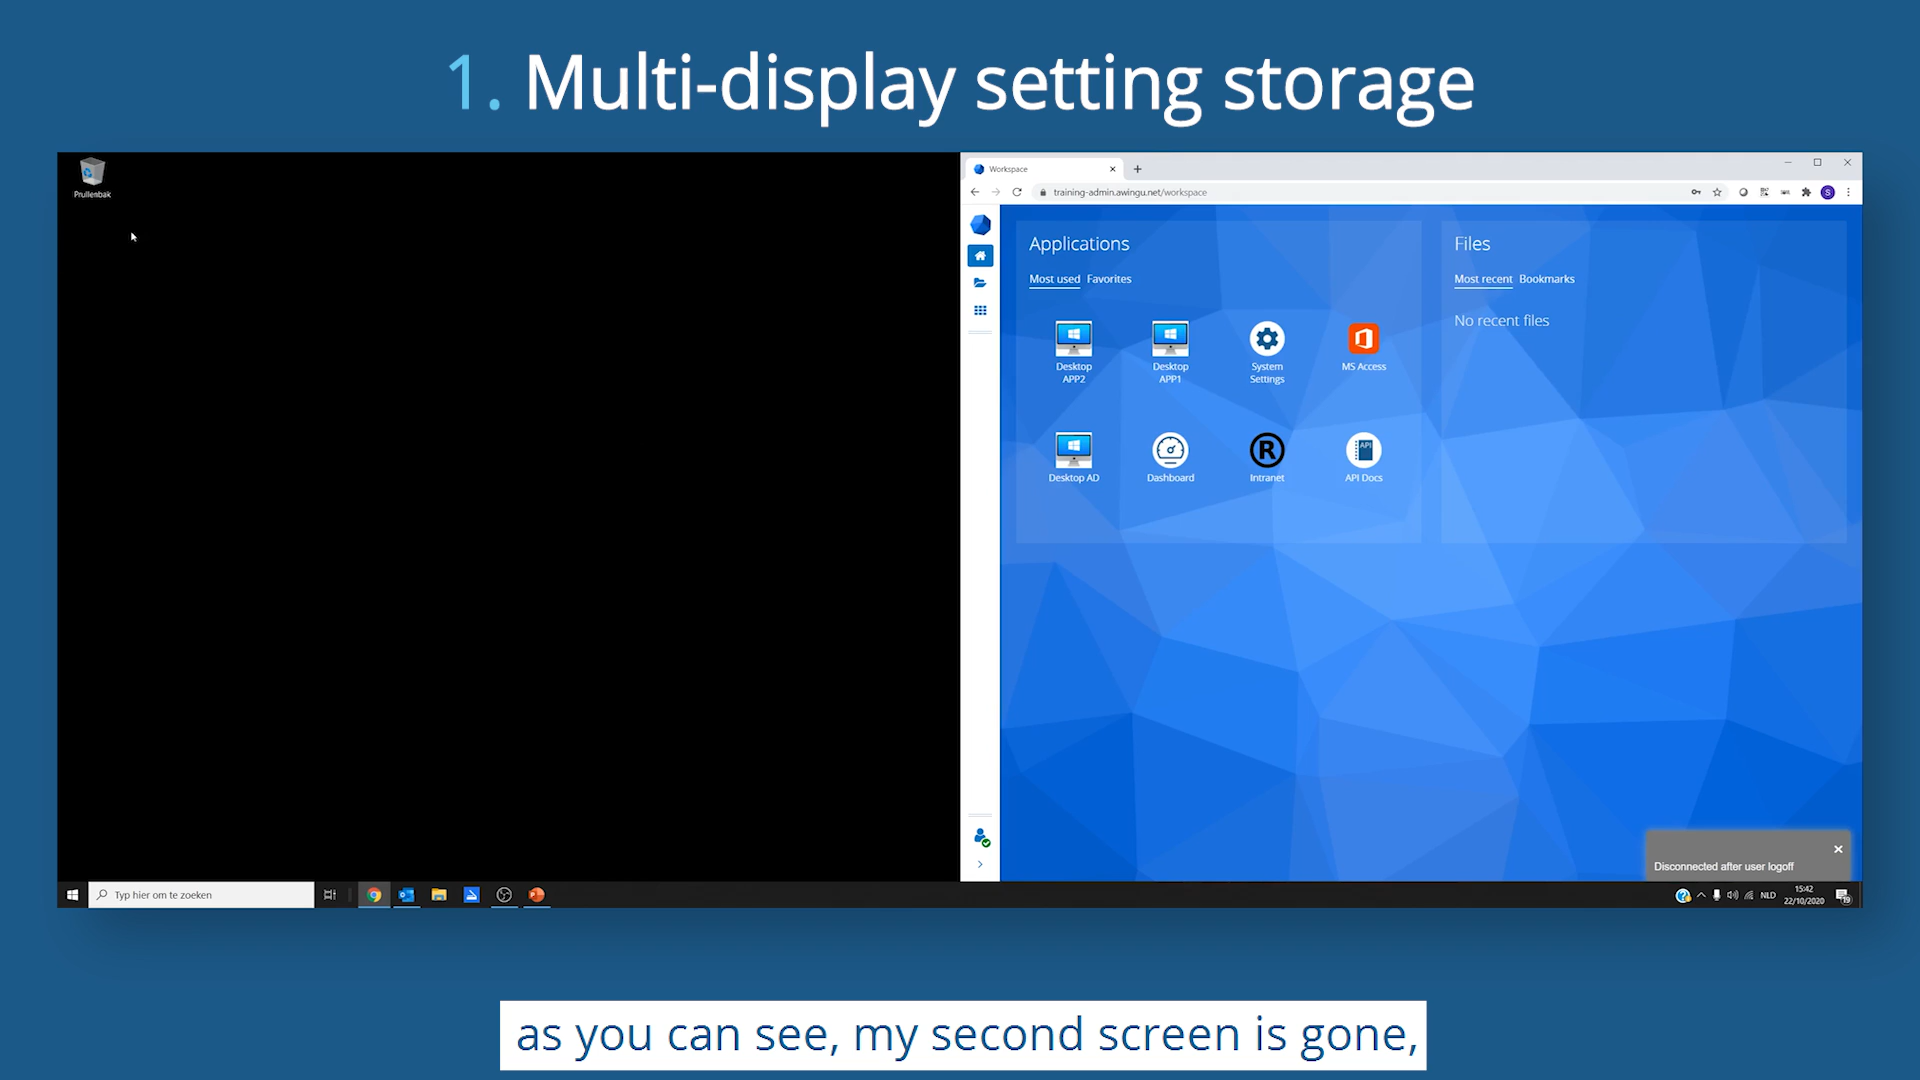 1. Multi-display setting storage
Prullenbak
Workspace
training-admin.awingu.net/workspace
S
Applications
Most used Favorites
Desktop APP2
Desktop APP1
System Settings
MS Access
Desktop AD
Dashboard
R
Intranet
API
API Docs
Files
Most recent Bookmarks
No recent files
Disconnected after user logoff
Typ hier om te zoeken
NLD
15:42
22/10/2020
19
as you can see, my second screen is gone,